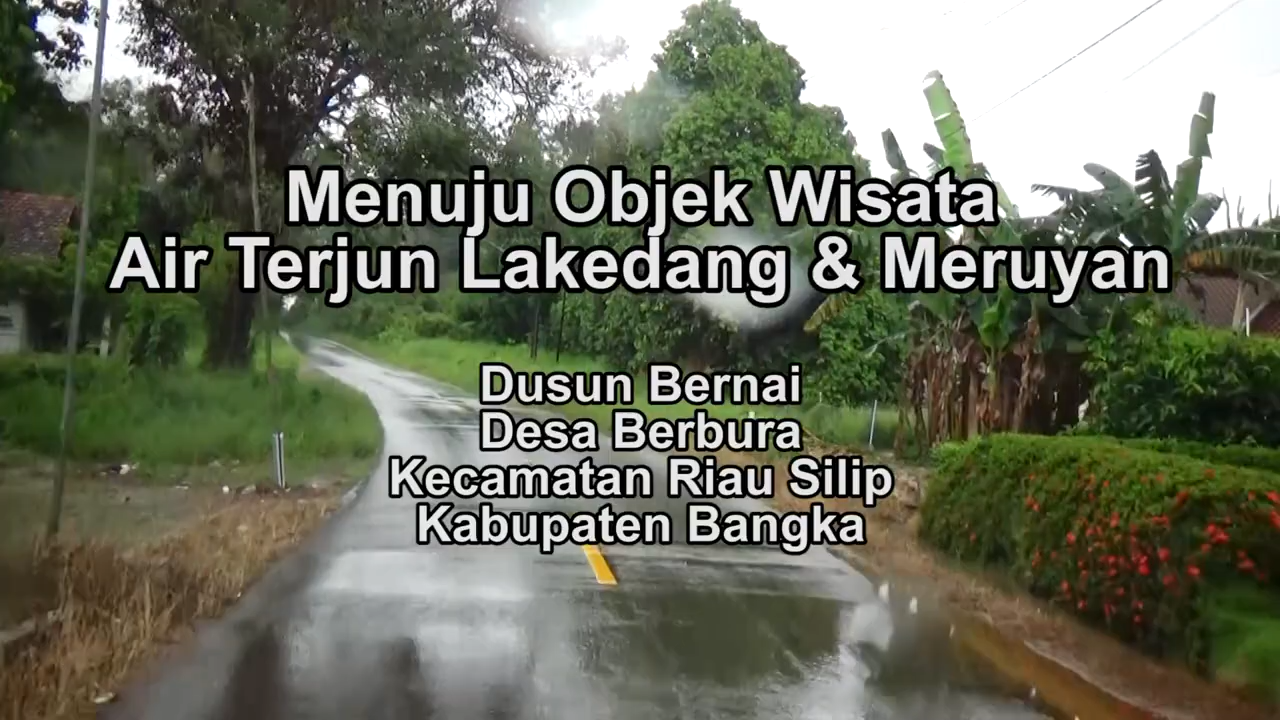 Menuju Objek Wisata
Air Terjun Lakedang & Meruyan
Dusun Bernai
Desa Berbura
Kecamatan Riau Silip
Kabupaten Bangka